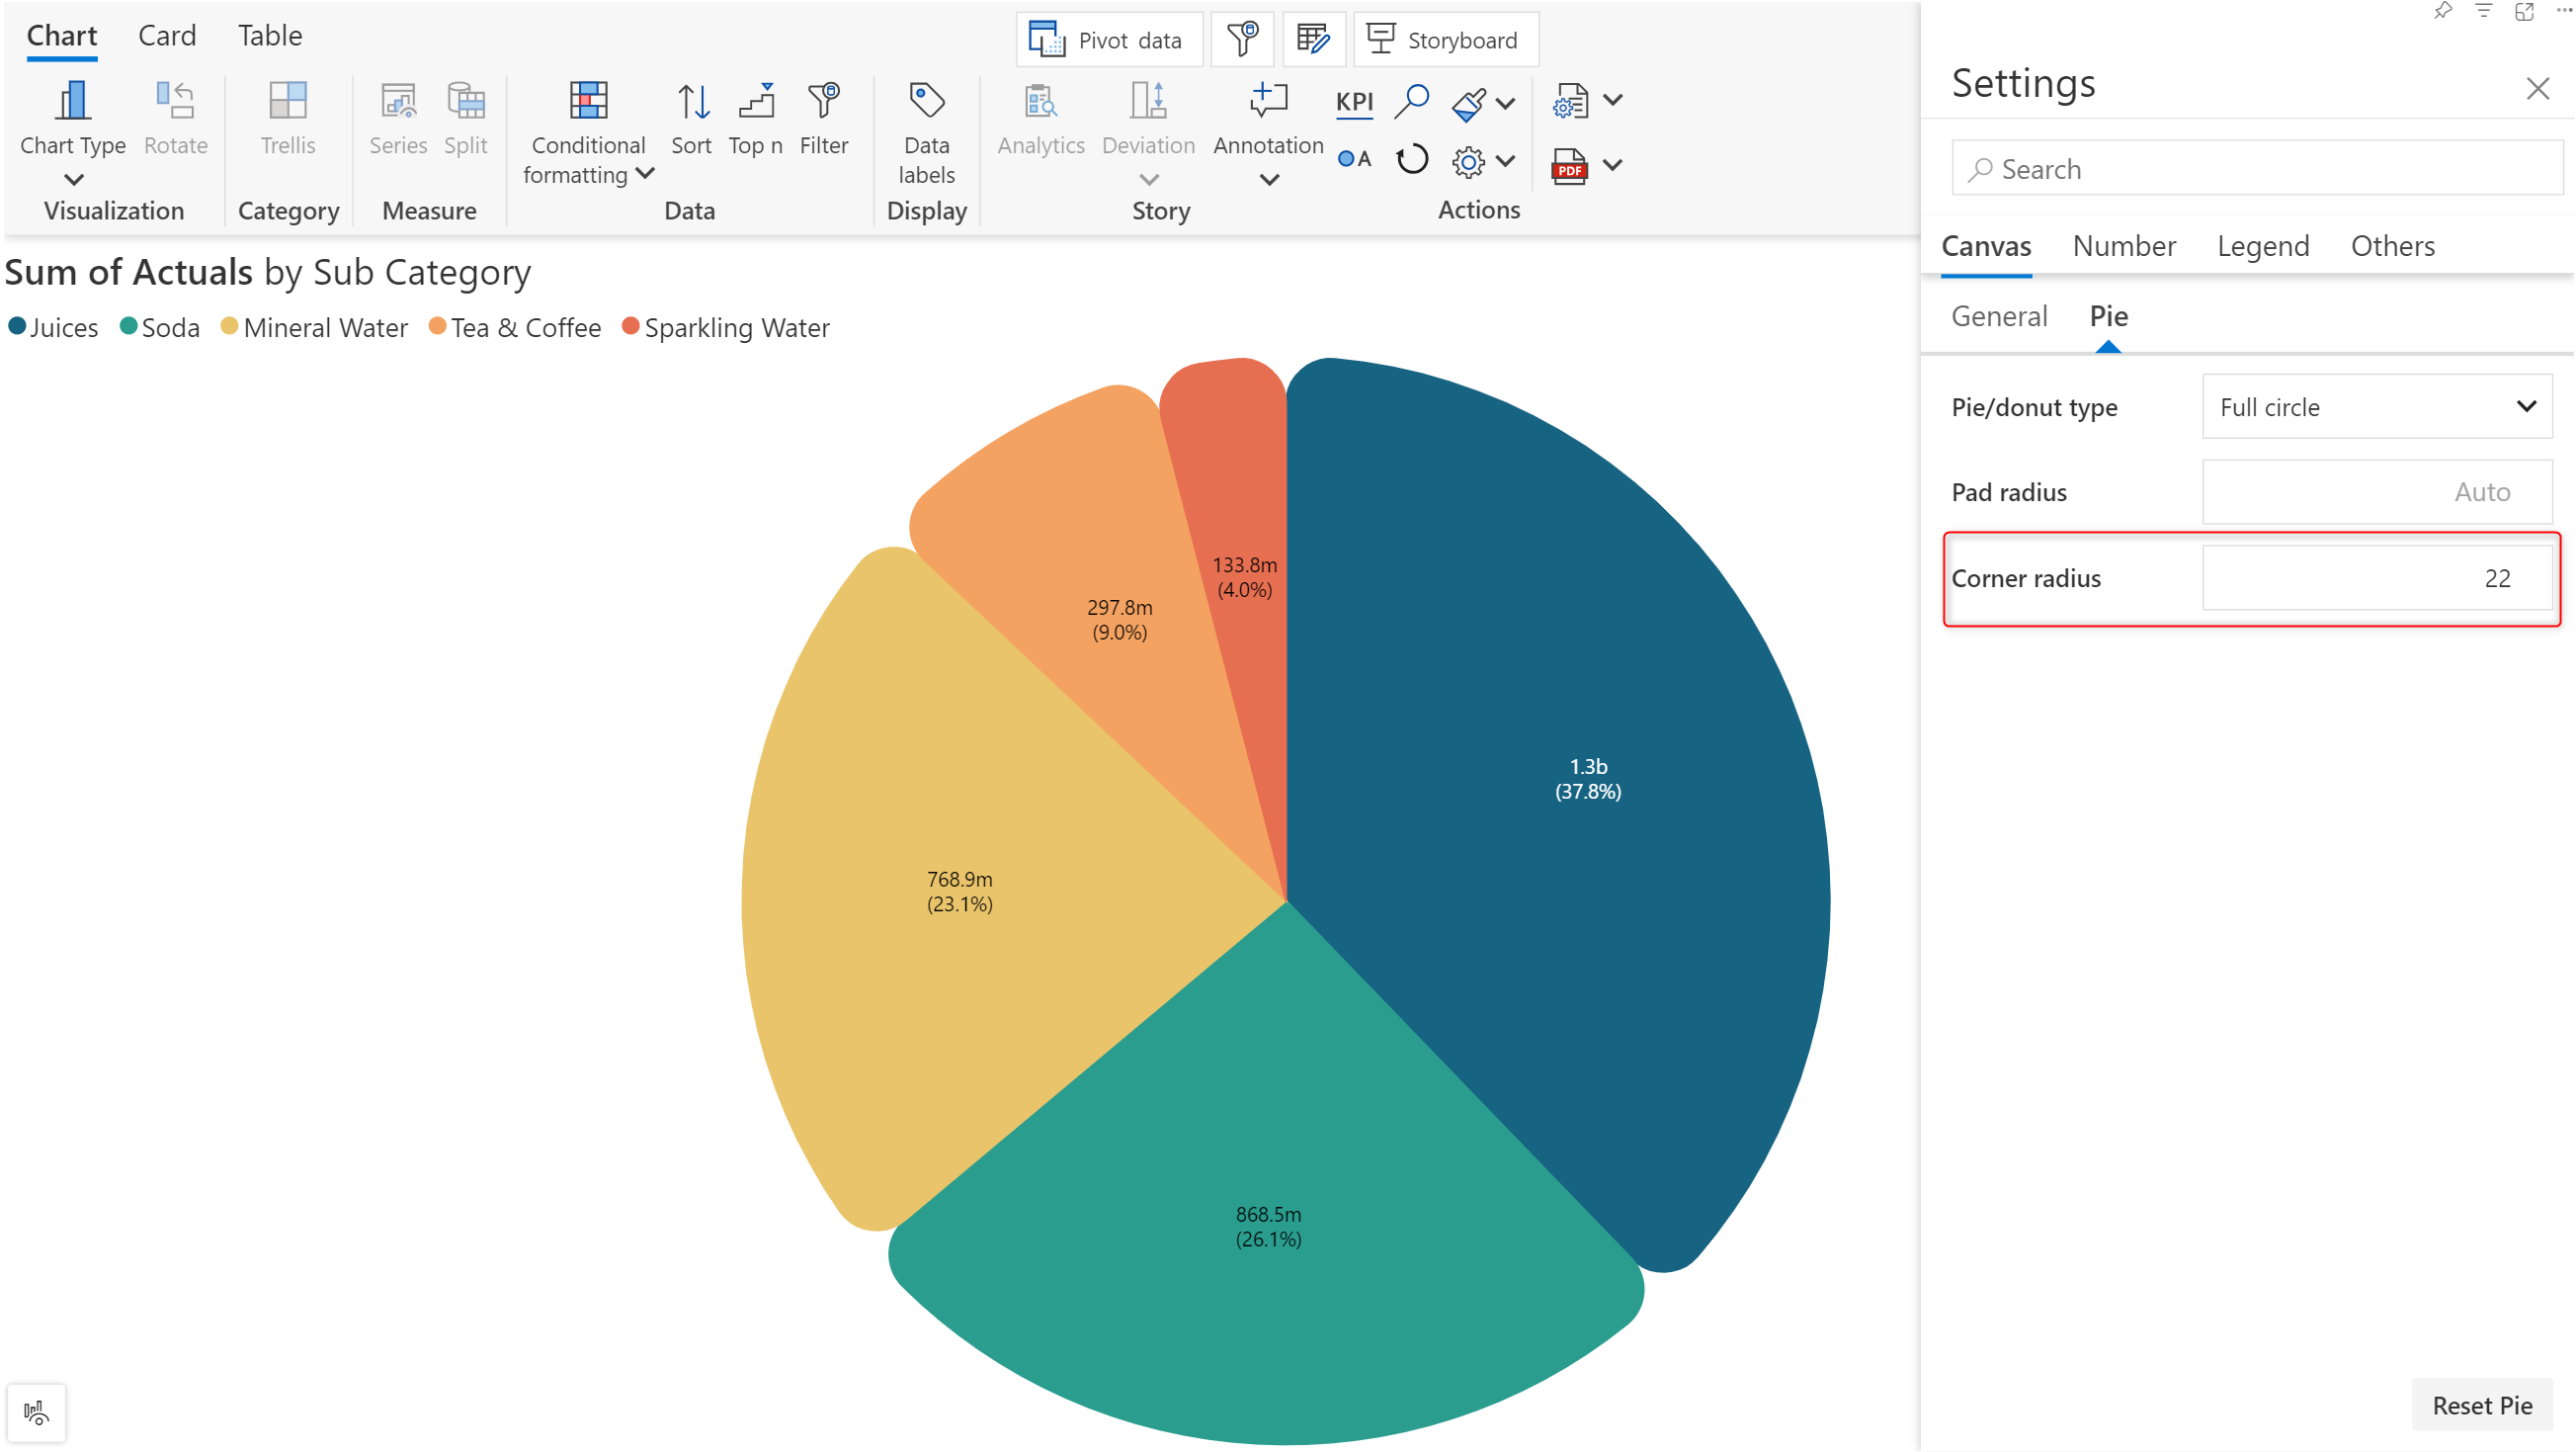 Chart Card Table
Pivot data Storyboard
Chart Type Rotate Trellis Series Split Conditional formatting Sort Top n Filter Data labels Analytics Deviation Annotation KPI A PDF
Visualization Category Measure Data Display Story Actions
Sum of Actuals by Sub Category
Juices Soda Mineral Water Tea & Coffee Sparkling Water
133.8m
(4.0%)
297.8m
(9.0%)
1.3b
(37.8%)
768.9m
(23.1%)
868.5m
(26.1%)
Settings
Search
Canvas Number Legend Others
General Pie
Pie/donut type Full circle
Pad radius Auto
Corner radius 22
Reset Pie